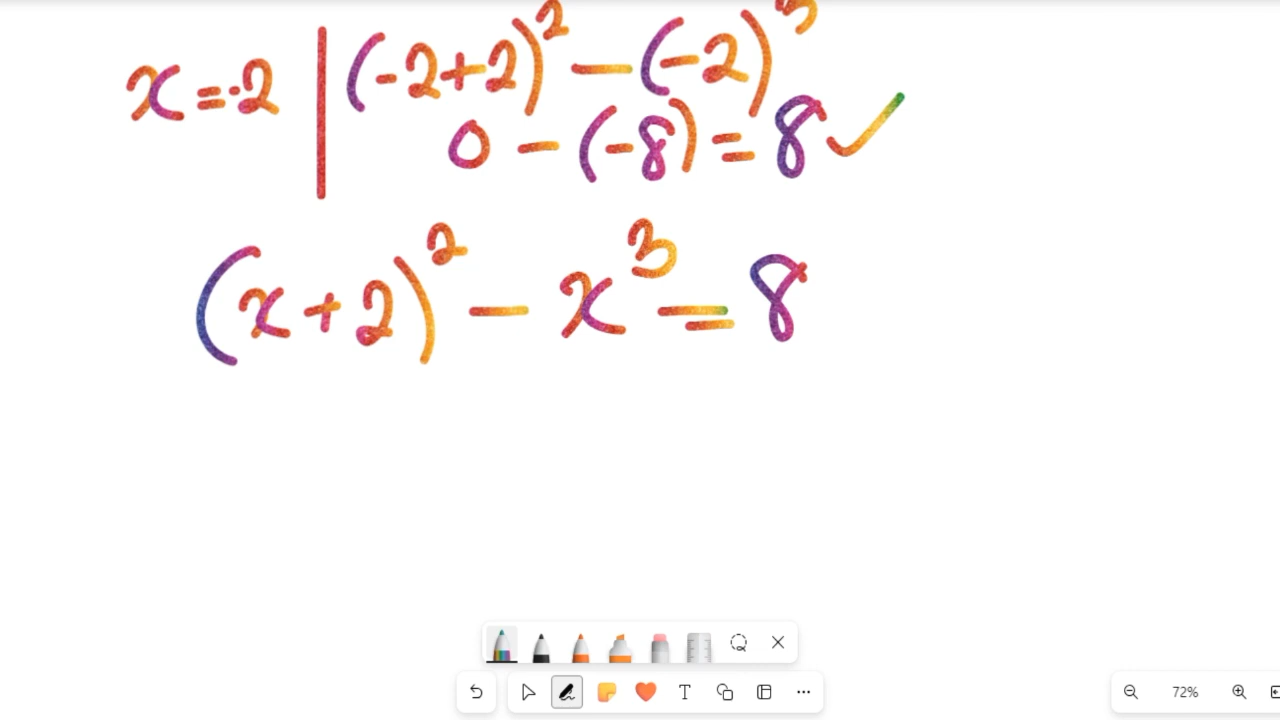 x = -2 | (-2+2)² - (-2)³
0 - (-8) = 8 ✓
(x+2)² - x³ = 8
T
72%